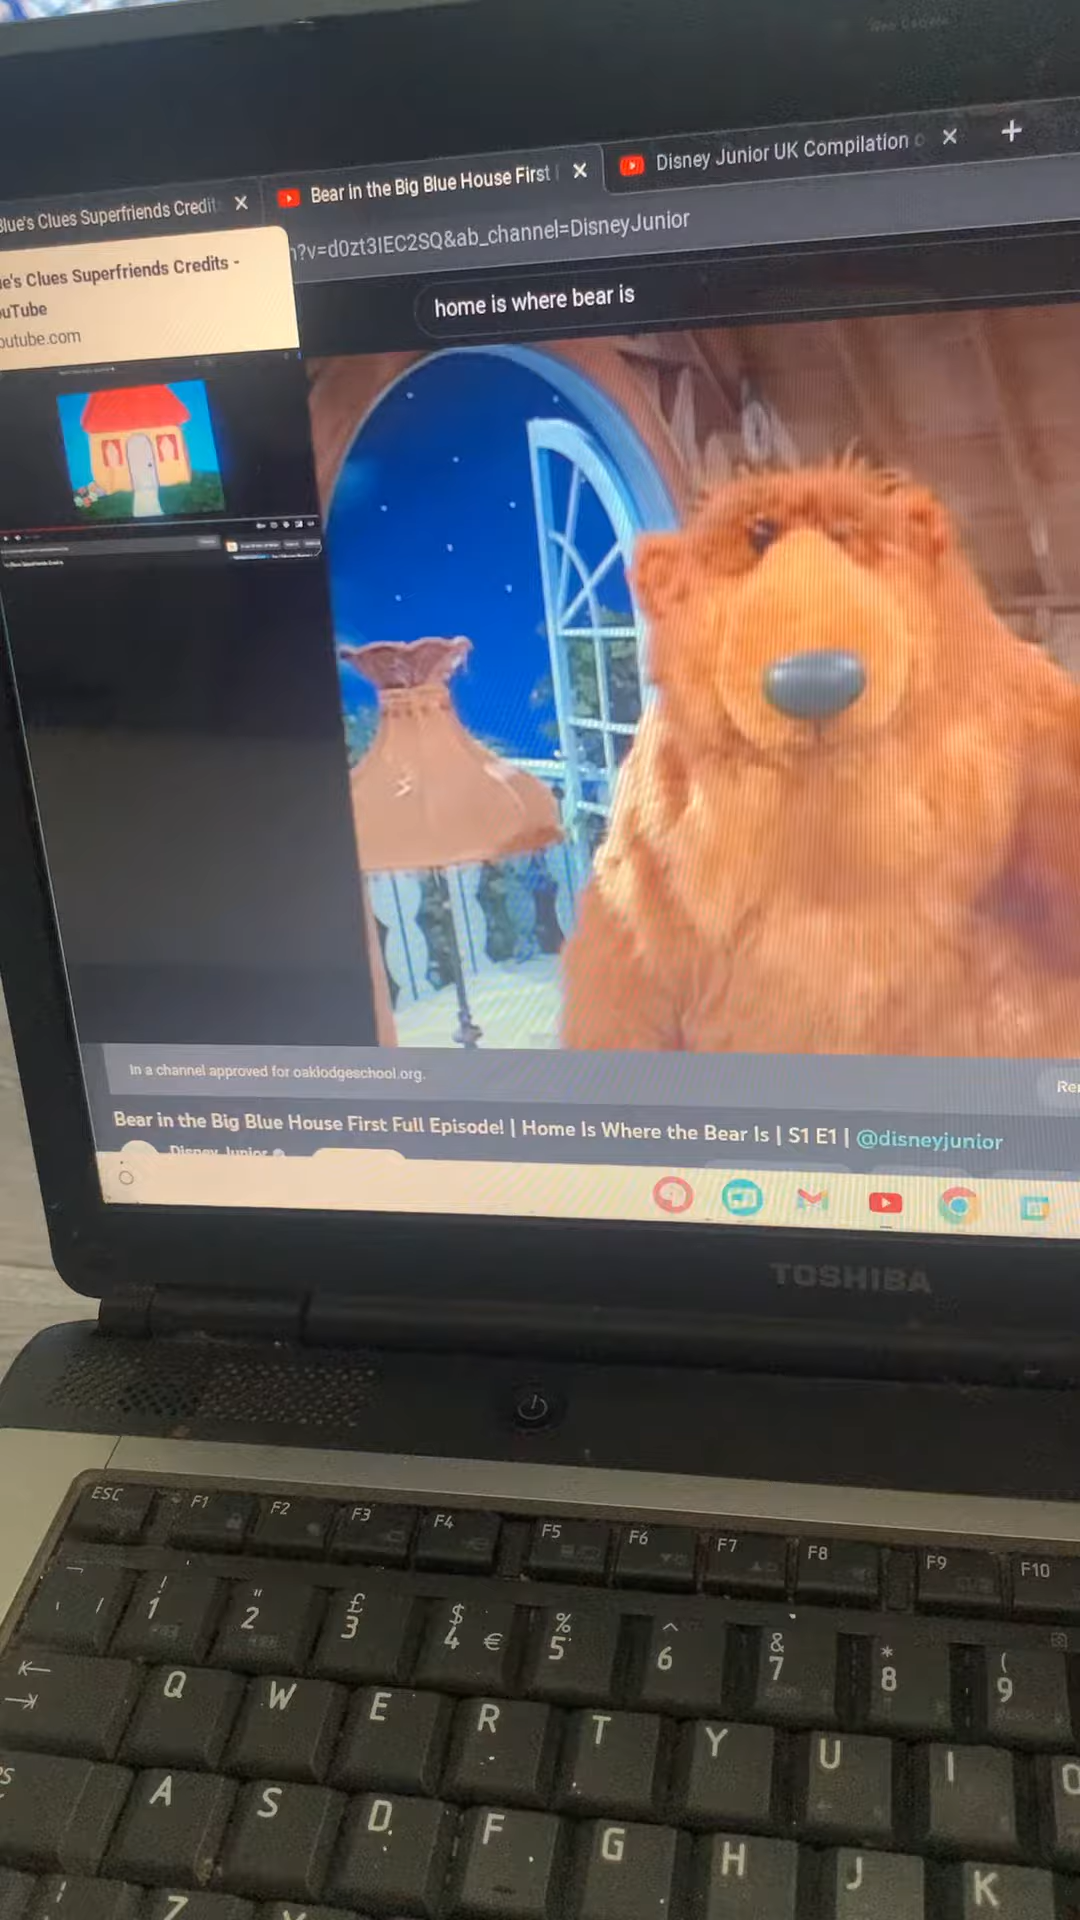 Blue's Clues Superfriends Credit
Bear in the Big Blue House First
Disney Junior UK Compilation
?v=d0zt3IEC2SQ&ab_channel=DisneyJunior
e's Clues Superfriends Credits -
uTube
outube.com
home is where bear is
In a channel approved for oaklodgeschool.org.
Bear in the Big Blue House First Full Episode! | Home Is Where the Bear Is | S1 E1 | @disneyjunior
Disney Junior
TOSHIBA
ESC F1 F2 F3 F4 F5 F6 F7 F8 F9 F10
! " £ $ % ^ & * (
1 2 3 4 € 5 6 7 8 9
Q W E R T Y U I O
A S D F G H J K
Z